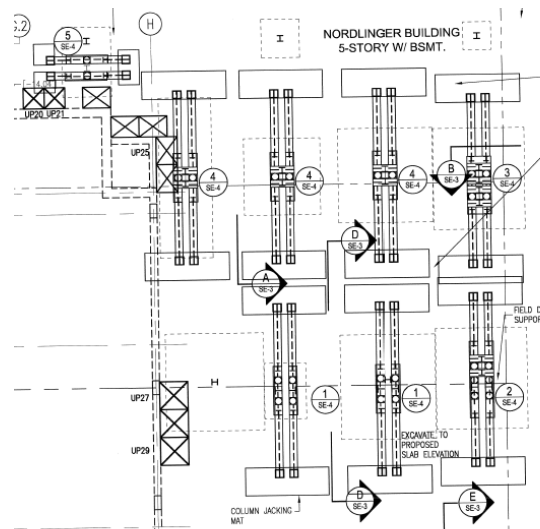 G.2
5
SE-4
H
NORDLINGER BUILDING
5-STORY W/ BSMT.
UP20 UP21
UP25
4
SE-4
4
SE-4
4
SE-4
B
SE-3
3
SE-4
D
SE-3
A
SE-3
FIELD D
SUPPOR
UP27
1
SE-4
1
SE-4
2
SE-4
UP29
EXCAVATE TO
PROPOSED
SLAB ELEVATION
COLUMN JACKING
MAT
D
SE-3
E
SE-3